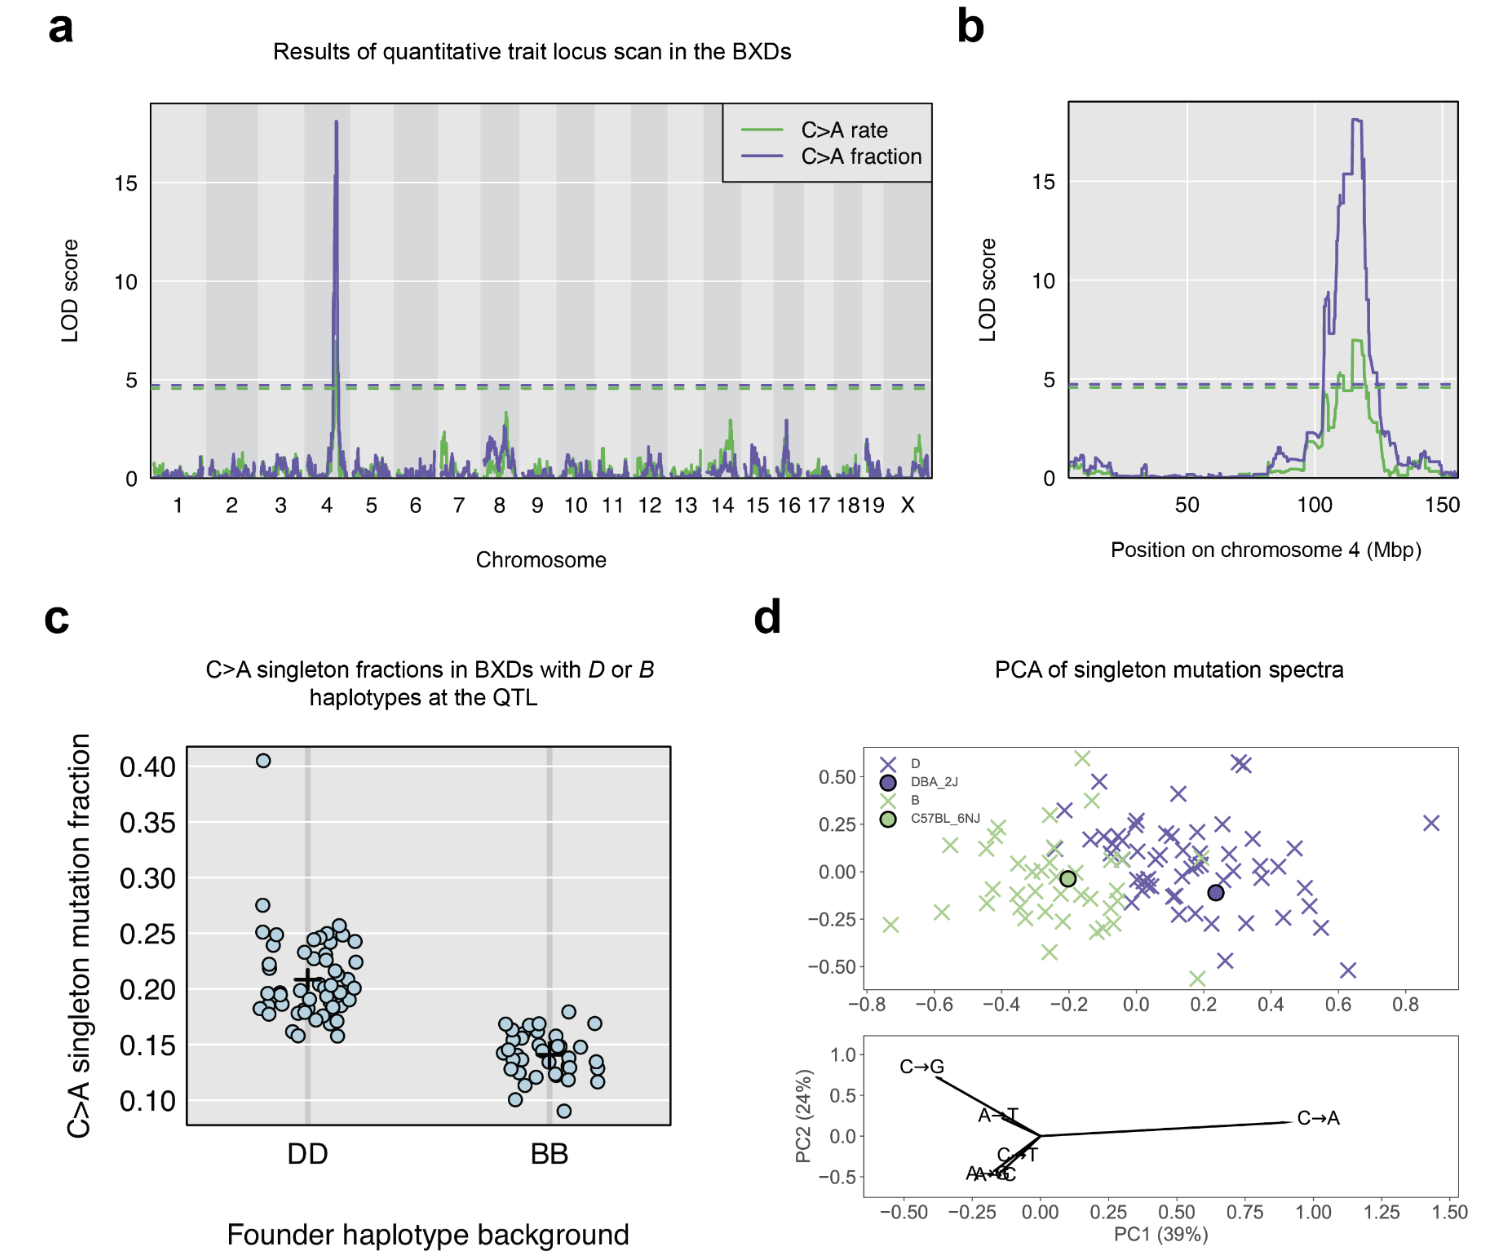 a
Results of quantitative trait locus scan in the BXDs
C>A rate
C>A fraction
LOD score
15
10
5
0
1 2 3 4 5 6 7 8 9 10 11 12 13 14 15 16 17 18 19 X
Chromosome
b
LOD score
15
10
5
0
50 100 150
Position on chromosome 4 (Mbp)
c
C>A singleton fractions in BXDs with D or B
haplotypes at the QTL
C>A singleton mutation fraction
0.40
0.35
0.30
0.25
0.20
0.15
0.10
DD BB
Founder haplotype background
d
PCA of singleton mutation spectra
D
DBA_2J
B
C57BL_6NJ
0.50
0.25
0.00
−0.25
−0.50
−0.8 −0.6 −0.4 −0.2 0.0 0.2 0.4 0.6 0.8
PC2 (24%)
1.0
0.5
0.0
−0.5
C→G
A→T
C→A
C→T
−0.50 −0.25 0.00 0.25 0.50 0.75 1.00 1.25 1.50
PC1 (39%)